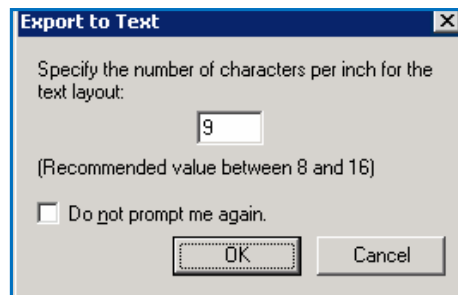 Export to Text
Specify the number of characters per inch for the
text layout:
9
(Recommended value between 8 and 16)
Do not prompt me again.
OK Cancel